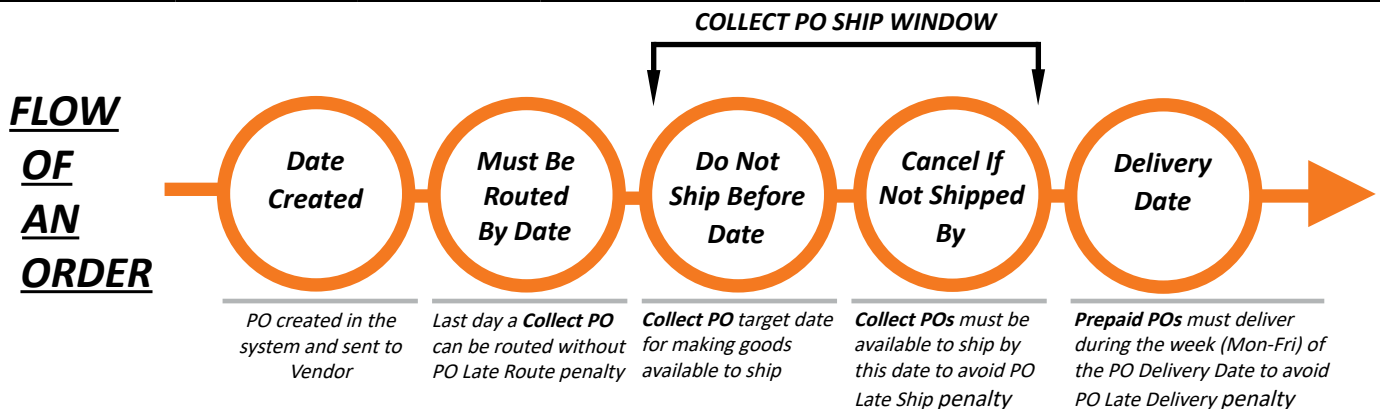 COLLECT PO SHIP WINDOW
FLOW
OF
AN
ORDER
Date
Created
Must Be
Routed
By Date
Do Not
Ship Before
Date
Cancel If
Not Shipped
By
Delivery
Date
PO created in the
system and sent to
Vendor
Last day a Collect PO
can be routed without
PO Late Route penalty
Collect PO target date
for making goods
available to ship
Collect POs must be
available to ship by
this date to avoid PO
Late Ship penalty
Prepaid POs must deliver
during the week (Mon-Fri) of
the PO Delivery Date to avoid
PO Late Delivery penalty